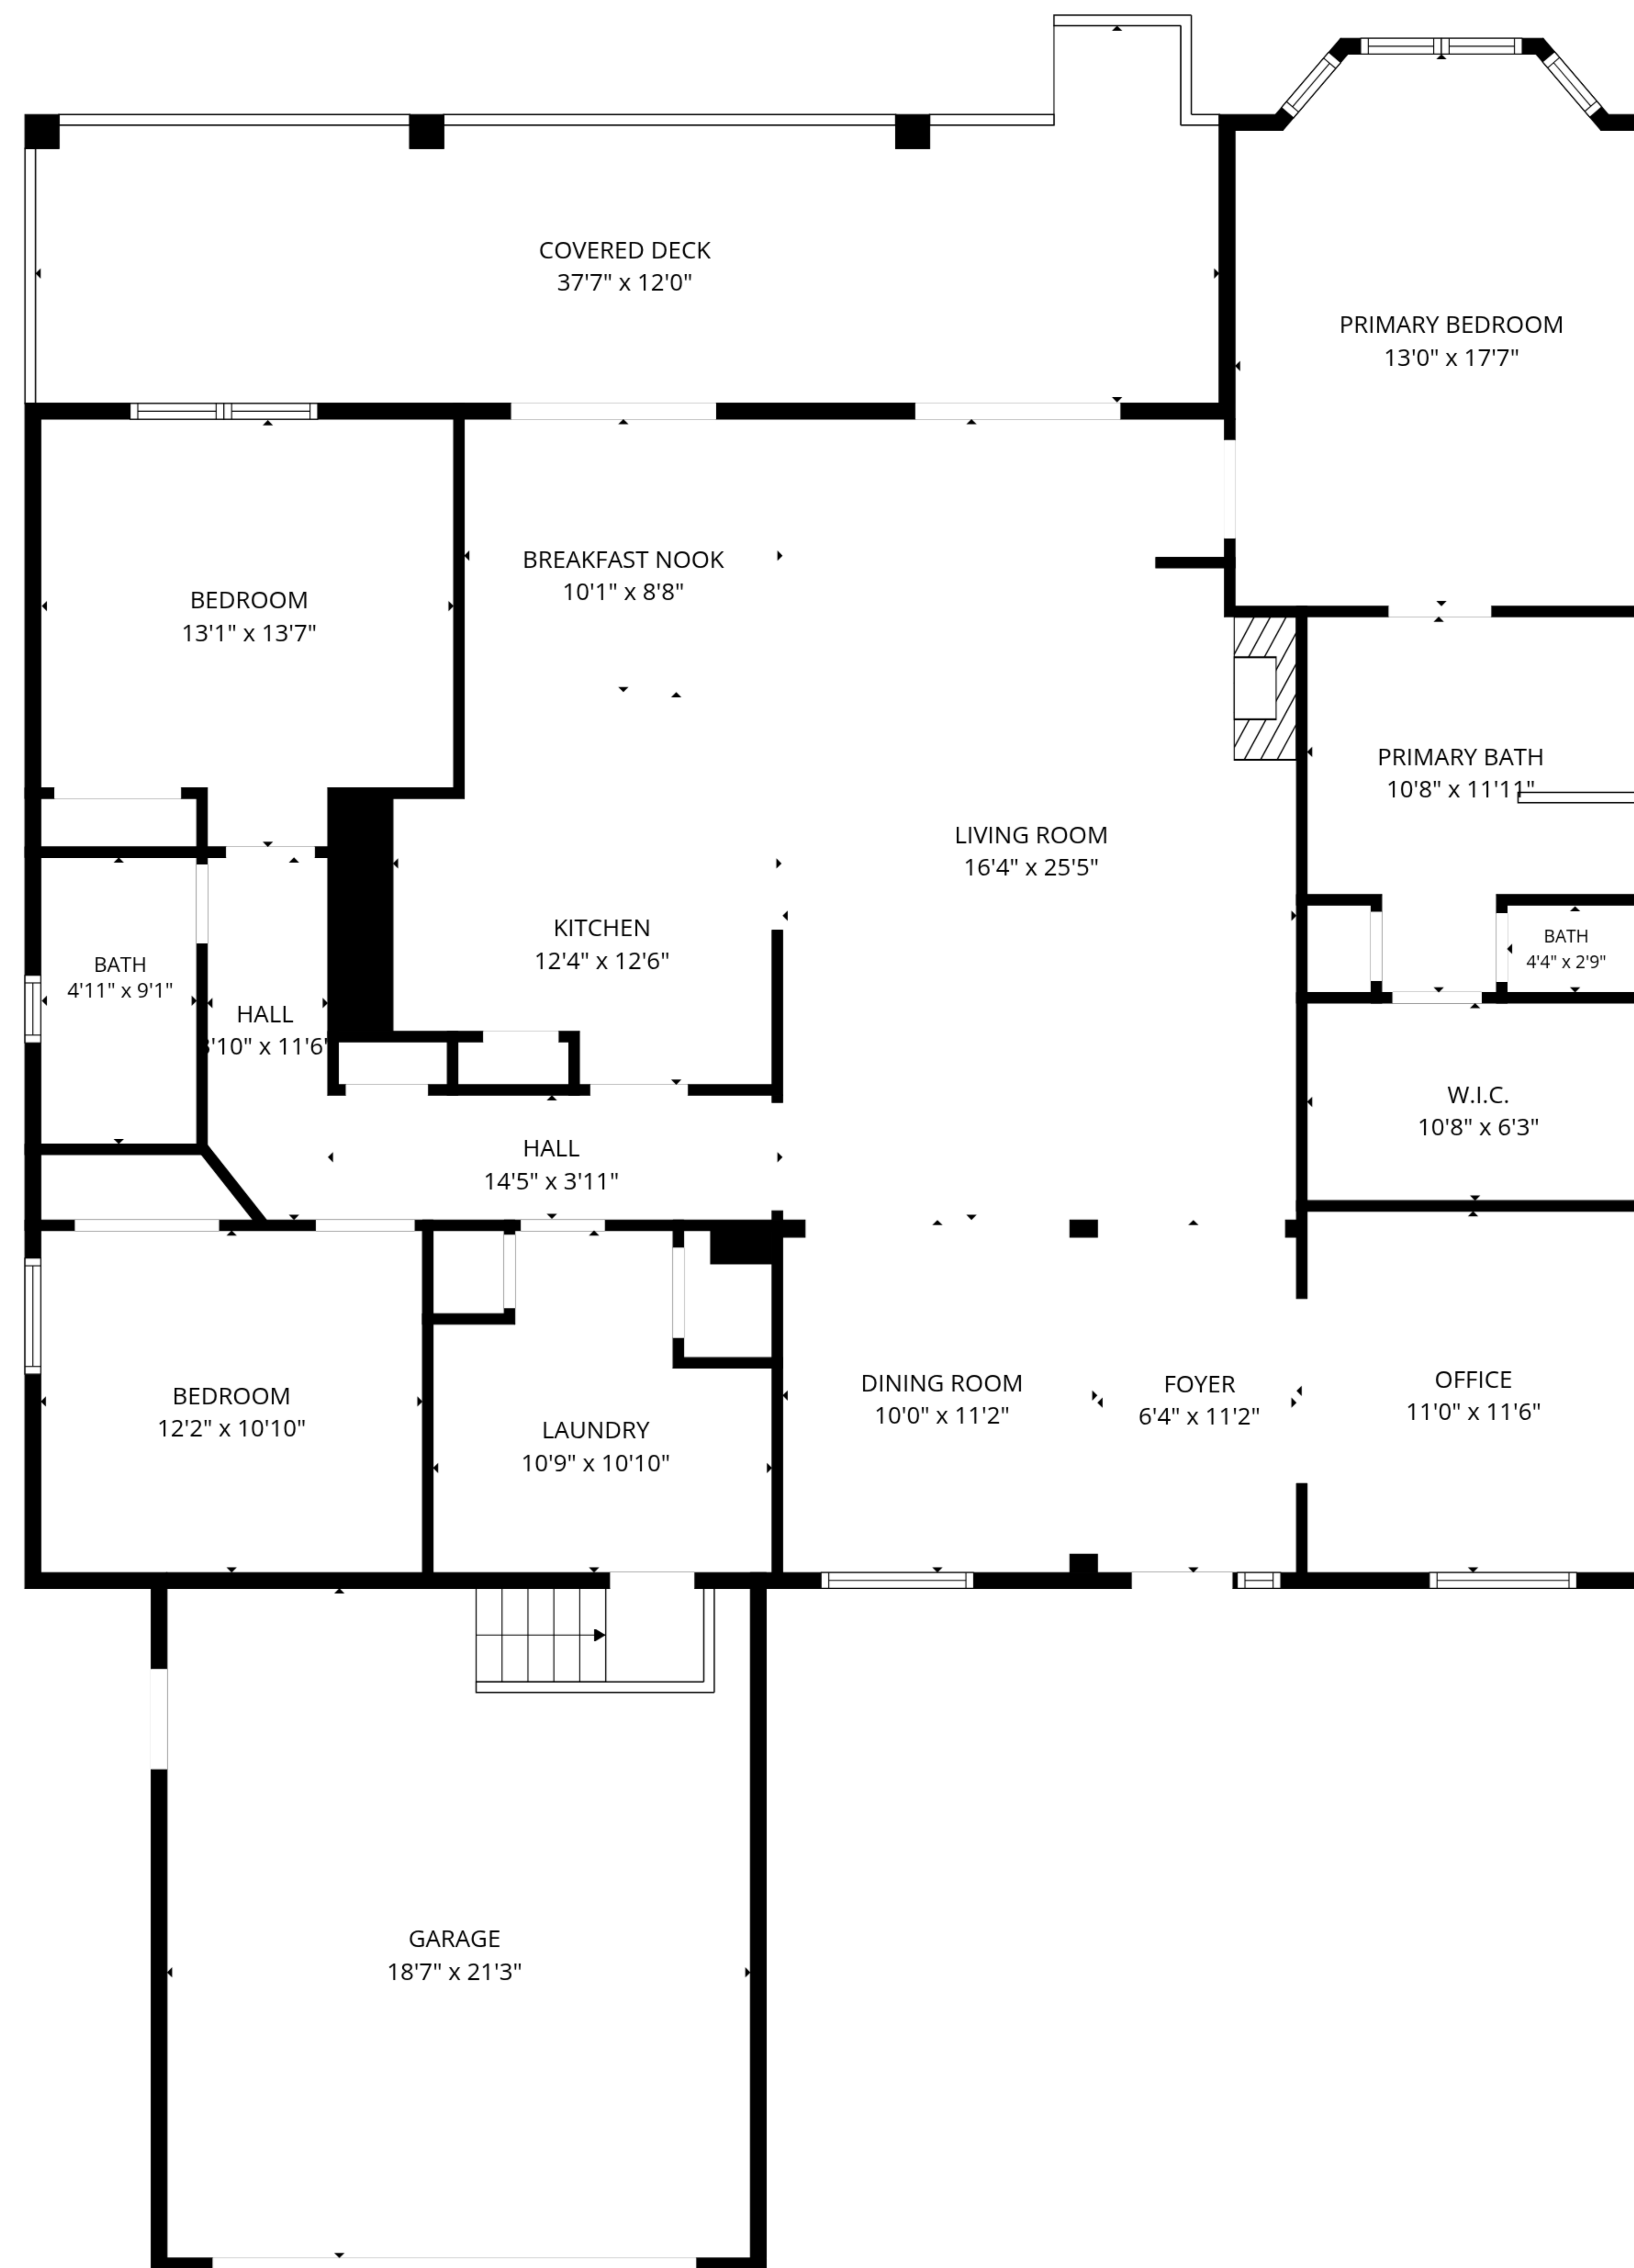 COVERED DECK
37'7" x 12'0"
PRIMARY BEDROOM
13'0" x 17'7"
BREAKFAST NOOK
10'1" x 8'8"
BEDROOM
13'1" x 13'7"
PRIMARY BATH
10'8" x 11'11"
LIVING ROOM
16'4" x 25'5"
KITCHEN
12'4" x 12'6"
BATH
4'4" x 2'9"
BATH
4'11" x 9'1"
HALL
'10" x 11'6"
W.I.C.
10'8" x 6'3"
HALL
14'5" x 3'11"
BEDROOM
12'2" x 10'10"
LAUNDRY
10'9" x 10'10"
DINING ROOM
10'0" x 11'2"
FOYER
6'4" x 11'2"
OFFICE
11'0" x 11'6"
GARAGE
18'7" x 21'3"